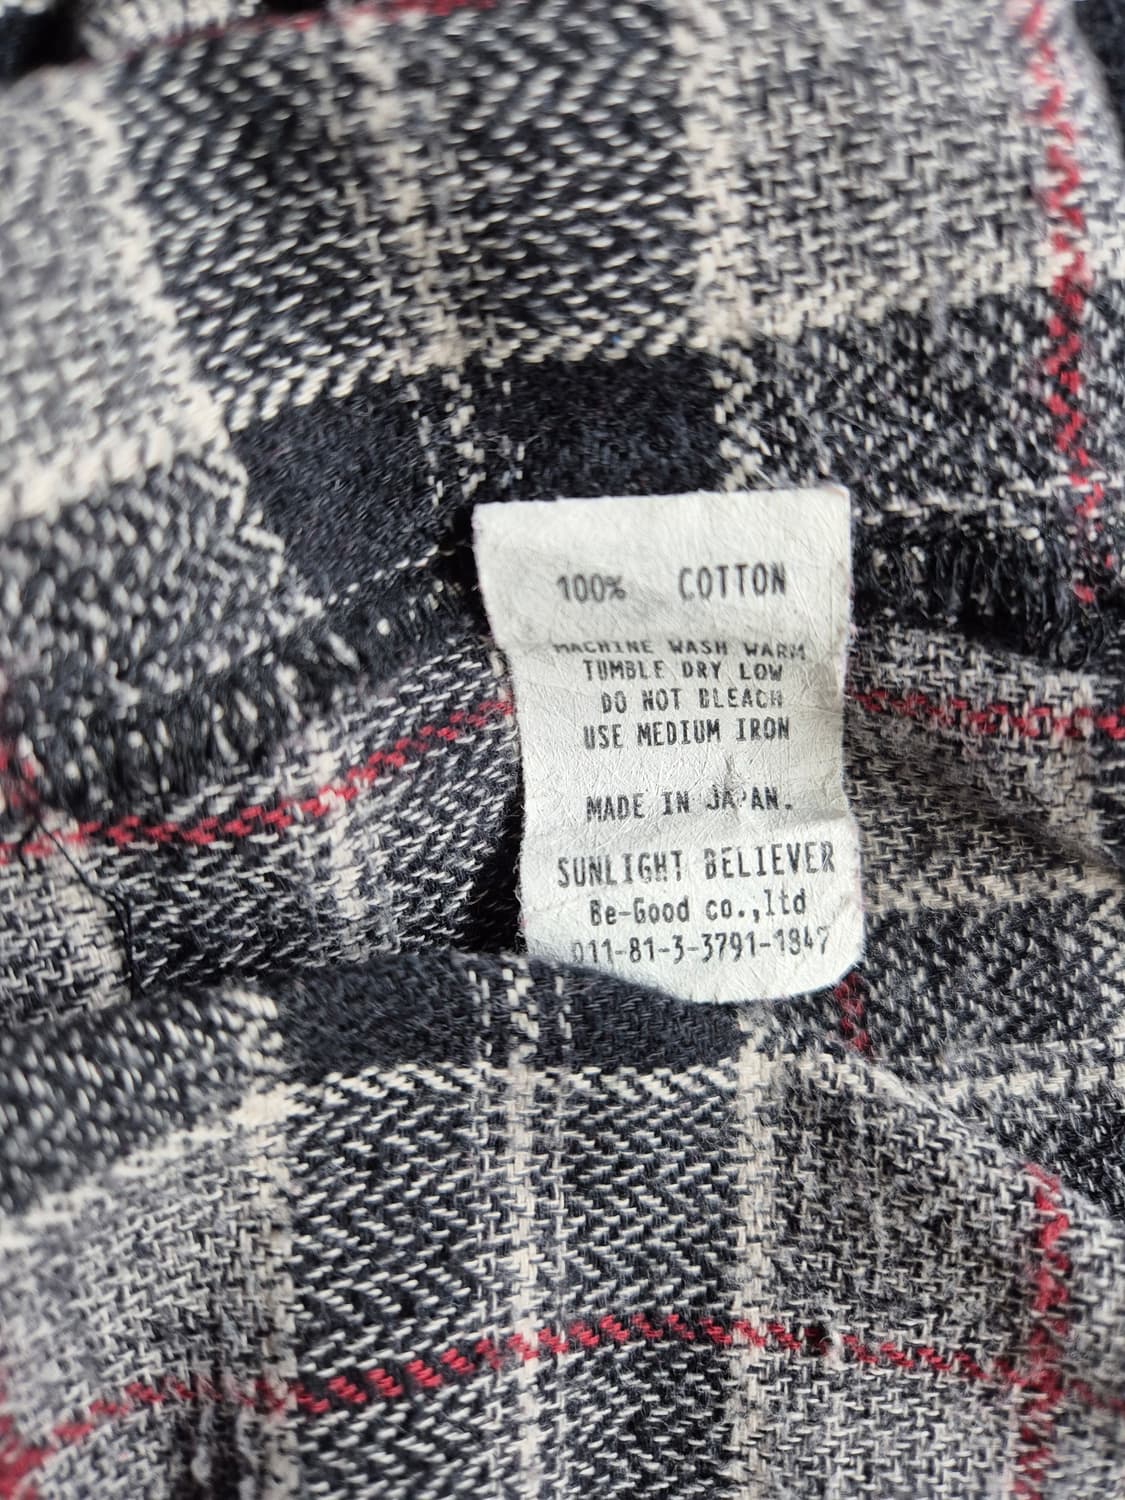 100% COTTON
MACHINE WASH WARM
TUMBLE DRY LOW
DO NOT BLEACH
USE MEDIUM IRON
MADE IN JAPAN.
SUNLIGHT BELIEVER
Be-Good co.,ltd
011-81-3-3791-1847